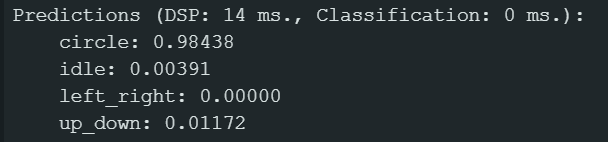 Predictions (DSP: 14 ms., Classification: 0 ms.):
circle: 0.98438
idle: 0.00391
left_right: 0.00000
up_down: 0.01172